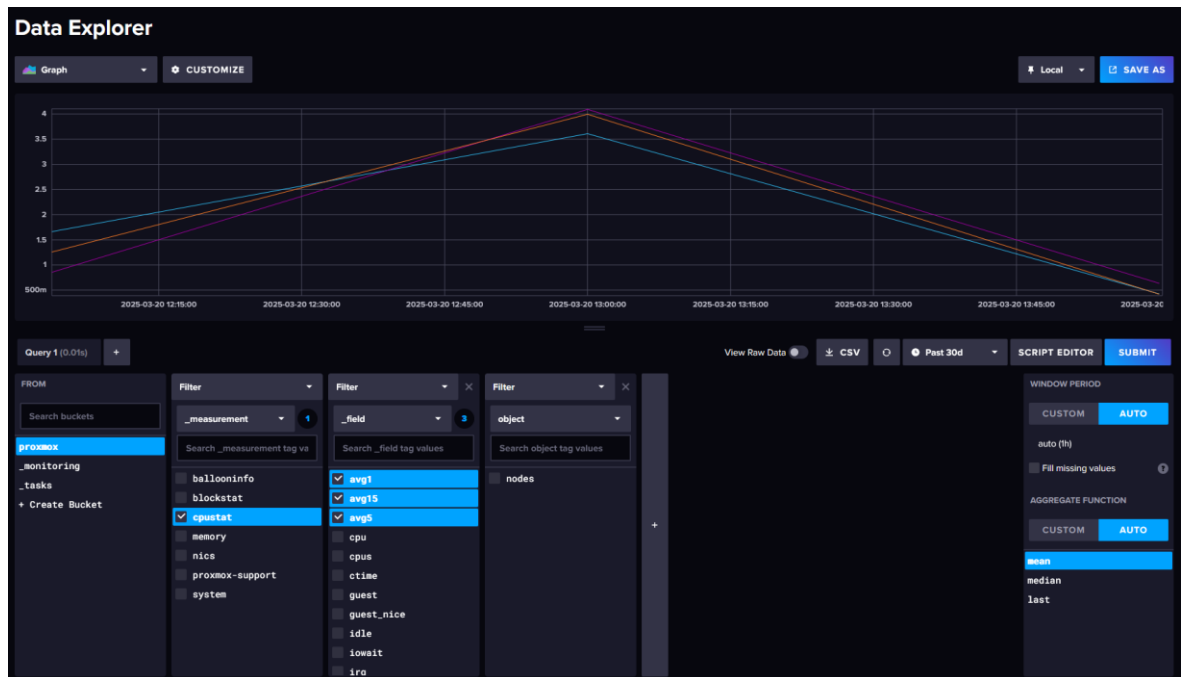 Data Explorer
Graph
CUSTOMIZE
Local
SAVE AS
4
3.5
3
2.5
2
1.5
1
500m
2025-03-20 12:15:00
2025-03-20 12:30:00
2025-03-20 12:45:00
2025-03-20 13:00:00
2025-03-20 13:15:00
2025-03-20 13:30:00
2025-03-20 13:45:00
2025-03-20
Query 1 (0.01s)
+
View Raw Data
CSV
Past 30d
SCRIPT EDITOR
SUBMIT
FROM
Search buckets
proxmox
_monitoring
_tasks
+ Create Bucket
Filter
_measurement
1
Search _measurement tag va
ballooninfo
blockstat
cpustat
memory
nics
proxmox-support
system
Filter
_field
3
Search _field tag values
avg1
avg15
avg5
cpu
cpus
ctime
guest
guest_nice
idle
iowait
irq
Filter
object
Search object tag values
nodes
+
WINDOW PERIOD
CUSTOM
AUTO
auto (1h)
Fill missing values
?
AGGREGATE FUNCTION
CUSTOM
AUTO
mean
median
last